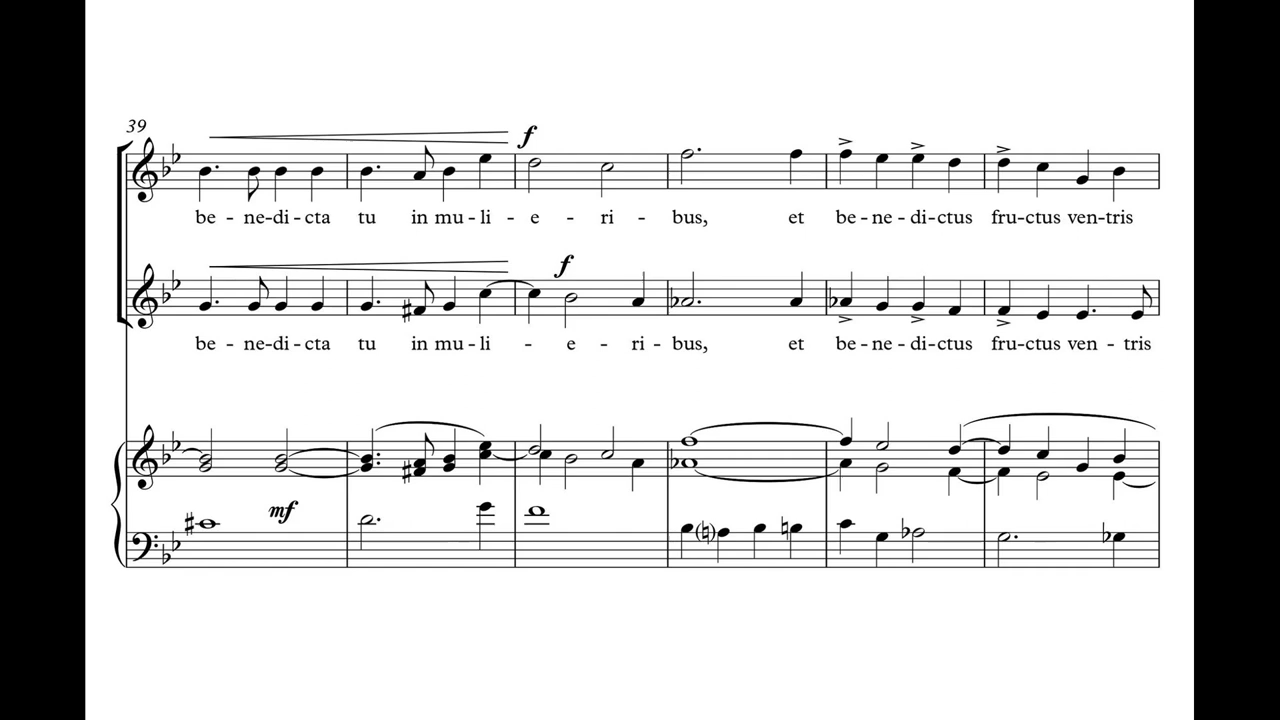 39
f
be - ne-di-cta tu in mu-li - e - ri - bus, et be-ne-di-ctus fru-ctus ven-tris
f
be - ne-di-cta tu in mu-li - e - ri-bus, et be-ne-di-ctus fru-ctus ven-tris
mf